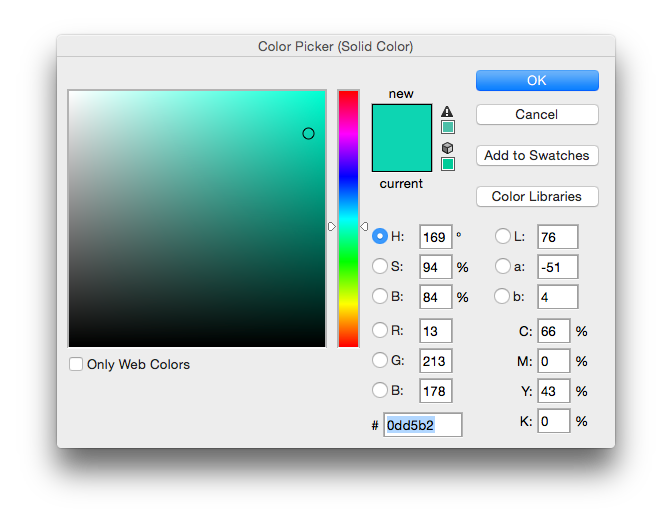 Color Picker (Solid Color)
new
current
OK
Cancel
Add to Swatches
Color Libraries
H: 169 °
S: 94 %
B: 84 %
R: 13
G: 213
B: 178
# 0dd5b2
L: 76
a: -51
b: 4
C: 66 %
M: 0 %
Y: 43 %
K: 0 %
Only Web Colors